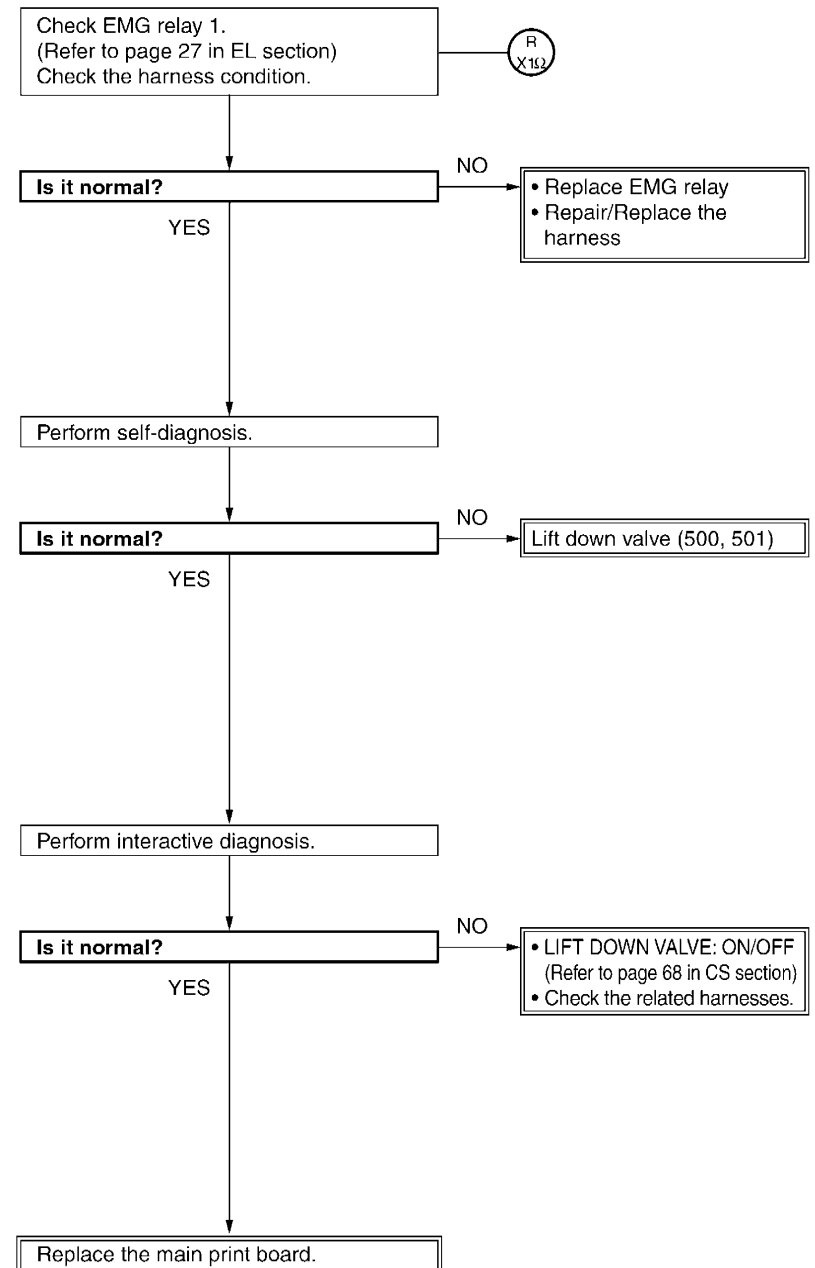 Check EMG relay 1.
(Refer to page 27 in EL section)
Check the harness condition.
R
X1Ω
Is it normal?
NO
• Replace EMG relay
• Repair/Replace the
harness
YES
Perform self-diagnosis.
Is it normal?
NO
Lift down valve (500, 501)
YES
Perform interactive diagnosis.
Is it normal?
NO
• LIFT DOWN VALVE: ON/OFF
(Refer to page 68 in CS section)
• Check the related harnesses.
YES
Replace the main print board.